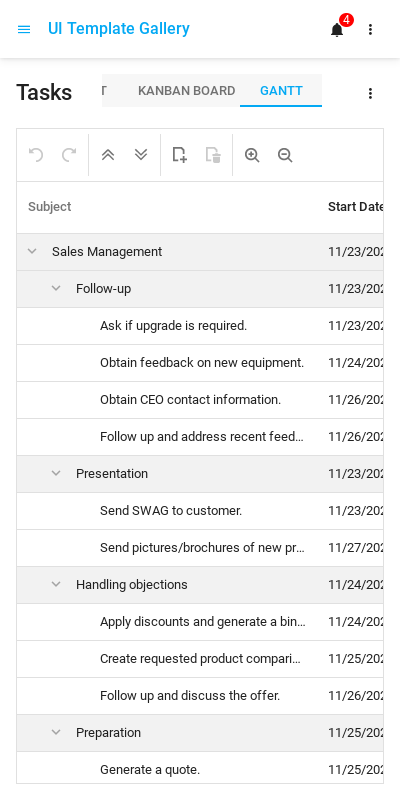 UI Template Gallery
4
Tasks
T
KANBAN BOARD
GANTT
Subject
Start Date
Sales Management
11/23/202
Follow-up
11/23/202
Ask if upgrade is required.
11/23/202
Obtain feedback on new equipment.
11/24/202
Obtain CEO contact information.
11/26/202
Follow up and address recent feed...
11/26/202
Presentation
11/23/202
Send SWAG to customer.
11/23/202
Send pictures/brochures of new pr...
11/27/202
Handling objections
11/24/202
Apply discounts and generate a bin...
11/24/202
Create requested product compari...
11/25/202
Follow up and discuss the offer.
11/26/202
Preparation
11/25/202
Generate a quote.
11/25/202